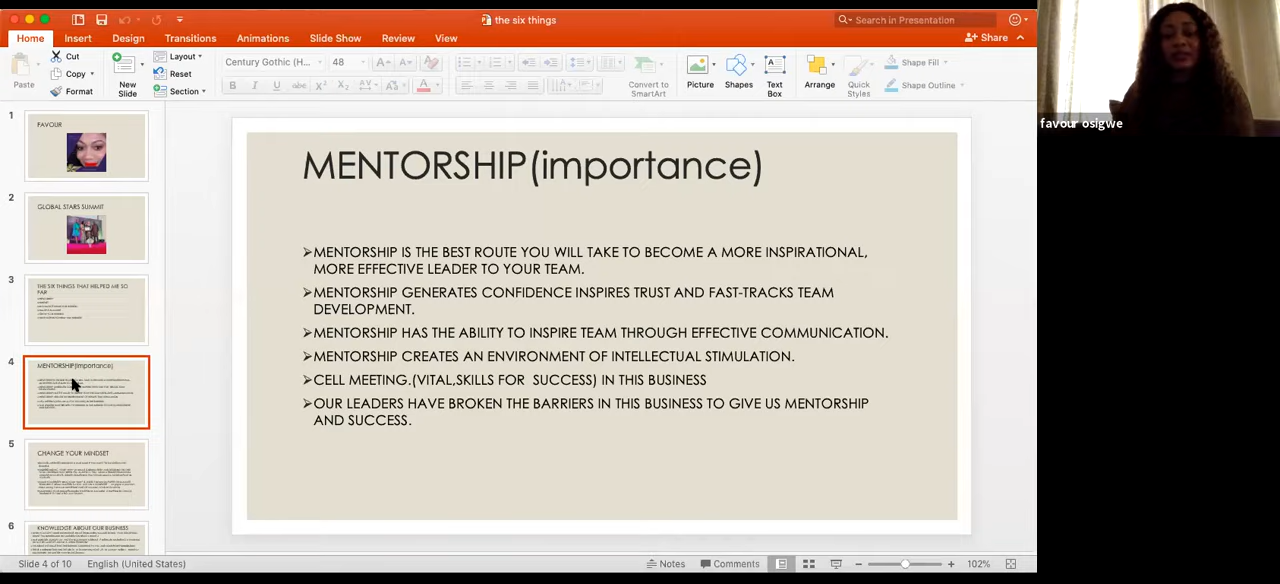 the six things
Search in Presentation
Home Insert Design Transitions Animations Slide Show Review View
Share
Paste
Cut
Copy
Format
New
Slide
Layout
Reset
Section
Century Gothic (H... 48
Convert to
SmartArt
Picture
Shapes
Text
Box
Arrange
Quick
Styles
Shape Fill
Shape Outline
favour osigwe
1
FAVOUR
2
GLOBAL STARS SUMMIT
3
THE SIX THINGS THAT HELPED ME SO
FAR
4
MENTORSHIP(importance)
5
CHANGE YOUR MINDSET
6
KNOWLEDGE ABOUT OUR BUSINESS
MENTORSHIP(importance)
➢MENTORSHIP IS THE BEST ROUTE YOU WILL TAKE TO BECOME A MORE INSPIRATIONAL,
MORE EFFECTIVE LEADER TO YOUR TEAM.
➢MENTORSHIP GENERATES CONFIDENCE INSPIRES TRUST AND FAST-TRACKS TEAM
DEVELOPMENT.
➢MENTORSHIP HAS THE ABILITY TO INSPIRE TEAM THROUGH EFFECTIVE COMMUNICATION.
➢MENTORSHIP CREATES AN ENVIRONMENT OF INTELLECTUAL STIMULATION.
➢CELL MEETING.(VITAL,SKILLS FOR SUCCESS) IN THIS BUSINESS
➢OUR LEADERS HAVE BROKEN THE BARRIERS IN THIS BUSINESS TO GIVE US MENTORSHIP
AND SUCCESS.
Slide 4 of 10 English (United States)
Notes Comments 102%